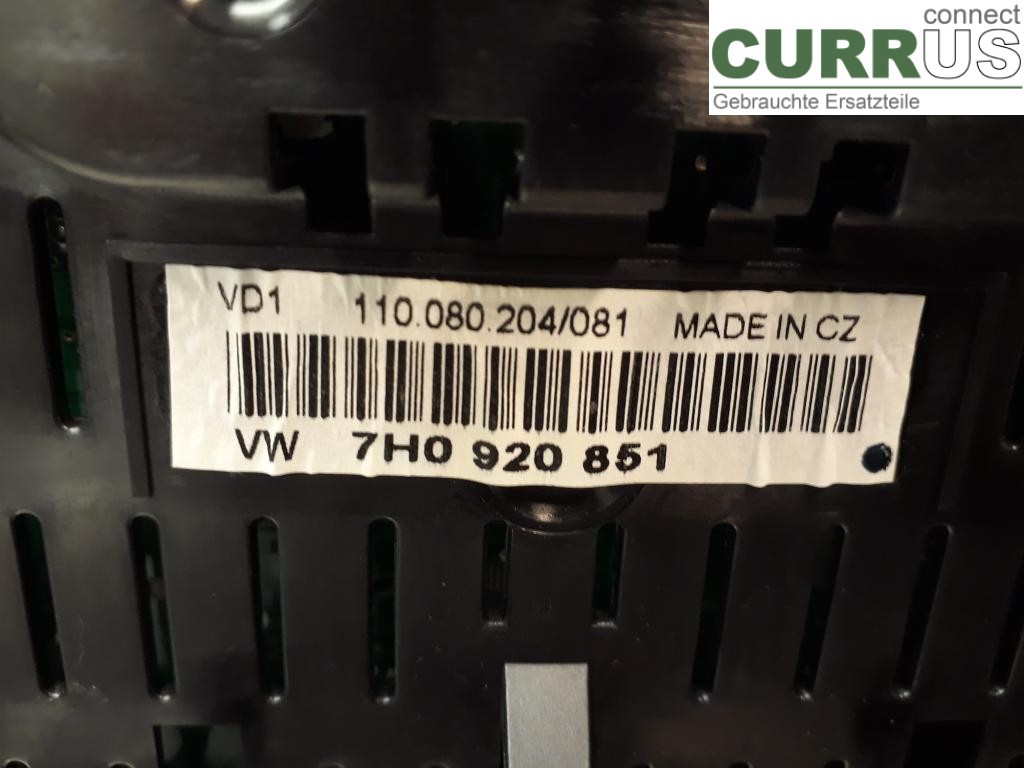 connect
CURRUS
Gebrauchte Ersatzteile
VD1 110.080.204/081 MADE IN CZ
VW 7H0 920 851